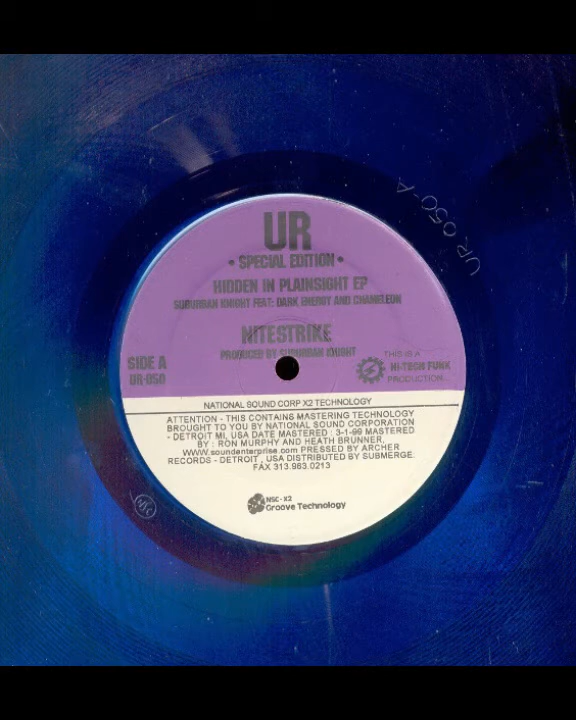 UR
• SPECIAL EDITION •
HIDDEN IN PLAINSIGHT EP
SUBURBAN KNIGHT FEAT: DARK ENERGY AND CHAMELEON
NITESTRIKE
PRODUCED BY SUBURBAN KNIGHT
SIDE A
UR-050
THIS IS A
HI-TECH FUNK
PRODUCTION...
NATIONAL SOUND CORP X2 TECHNOLOGY
ATTENTION - THIS CONTAINS MASTERING TECHNOLOGY
BROUGHT TO YOU BY NATIONAL SOUND CORPORATION
- DETROIT MI, USA DATE MASTERED : 3-1-99 MASTERED
BY : RON MURPHY AND HEATH BRUNNER,
WWW.soundenterprise.com PRESSED BY ARCHER
RECORDS - DETROIT , USA DISTRIBUTED BY SUBMERGE.
FAX 313.963.0213
NSC - X2
Groove Technology
UR 050-A